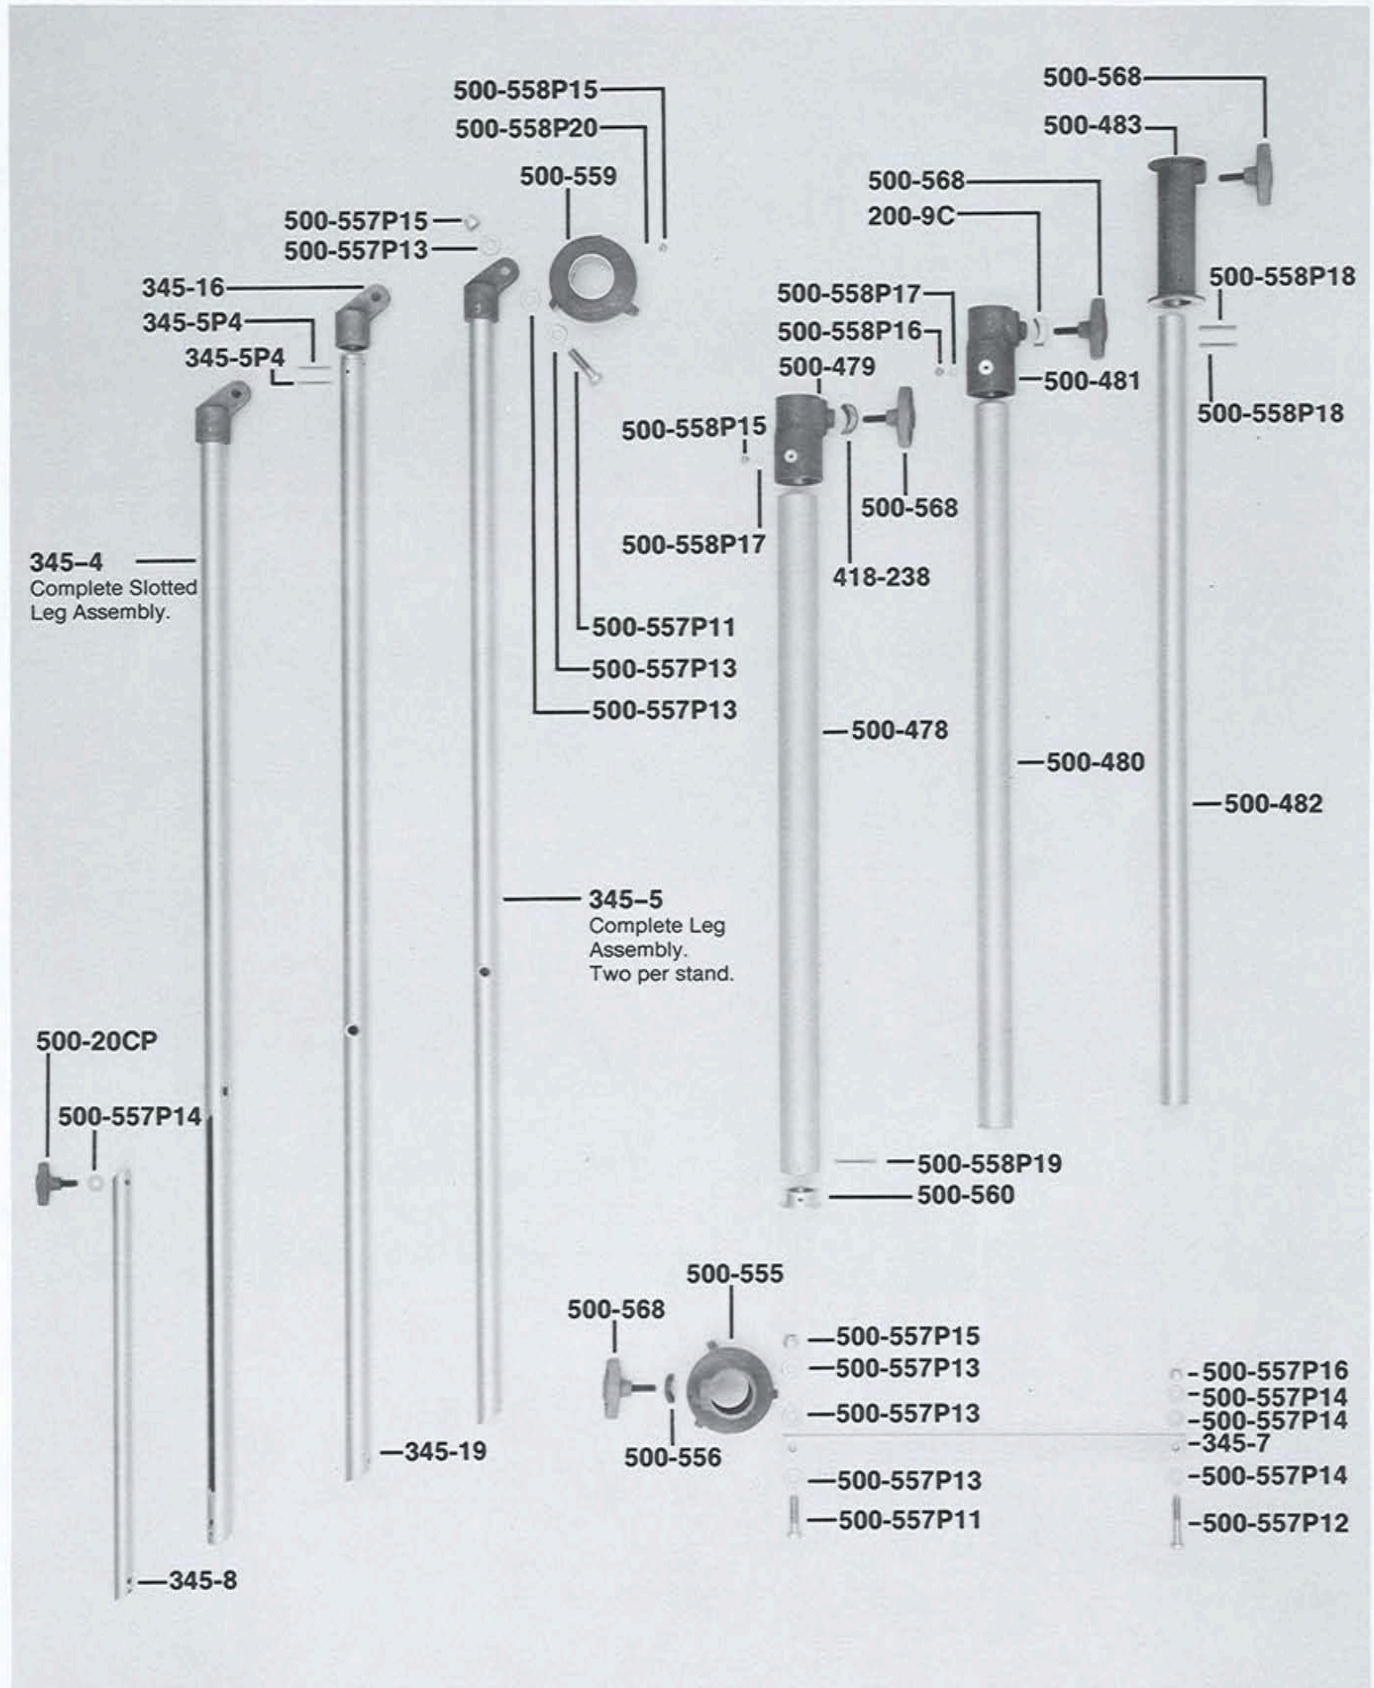 500-558P15
500-568
500-558P20
500-483
500-559
500-568
500-557P15
200-9C
500-557P13
500-558P18
345-16
500-558P17
345-5P4
500-558P16
345-5P4
500-479
500-481
500-558P18
500-558P15
500-568
500-558P17
345–4
418-238
Complete Slotted
Leg Assembly.
500-557P11
500-557P13
500-557P13
500-478
500-480
500-482
345–5
Complete Leg
Assembly.
Two per stand.
500-20CP
500-557P14
500-558P19
500-560
500-555
500-568
500-557P15
500-557P13
500-557P16
500-557P14
500-557P13
500-557P14
345-7
345-19
500-556
500-557P13
500-557P14
500-557P11
500-557P12
345-8